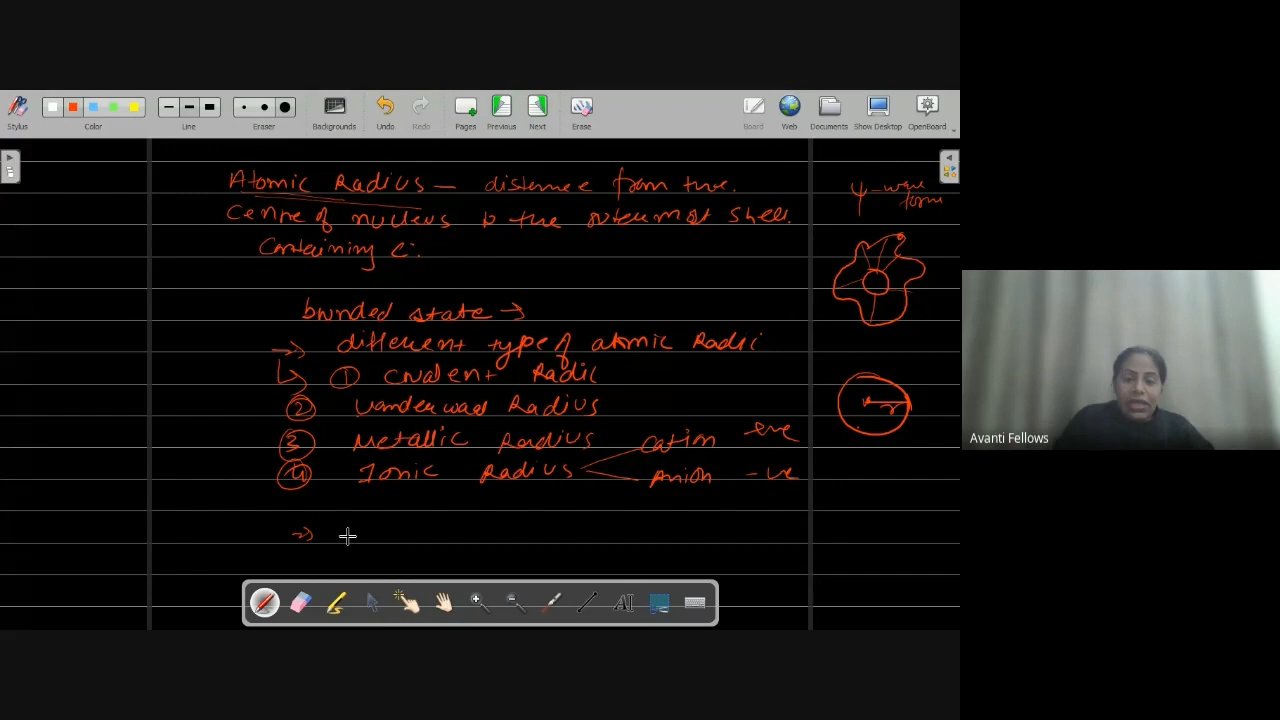 Stylus Color Line Eraser Backgrounds Undo Redo Pages Previous Next Erase Board Web Documents Show Desktop OpenBoard
Atomic Radius – distance from the
Centre of nucleus to the outermost shell.
Containing e-
ψ-wave
form
bonded state →
→ different type of atomic Radii
① covalent Radii
② Vanderwaal Radius
r
③ Metallic Radius
cation +ve
④ Ionic Radius
Anion -ve
Avanti Fellows
⇒
AI